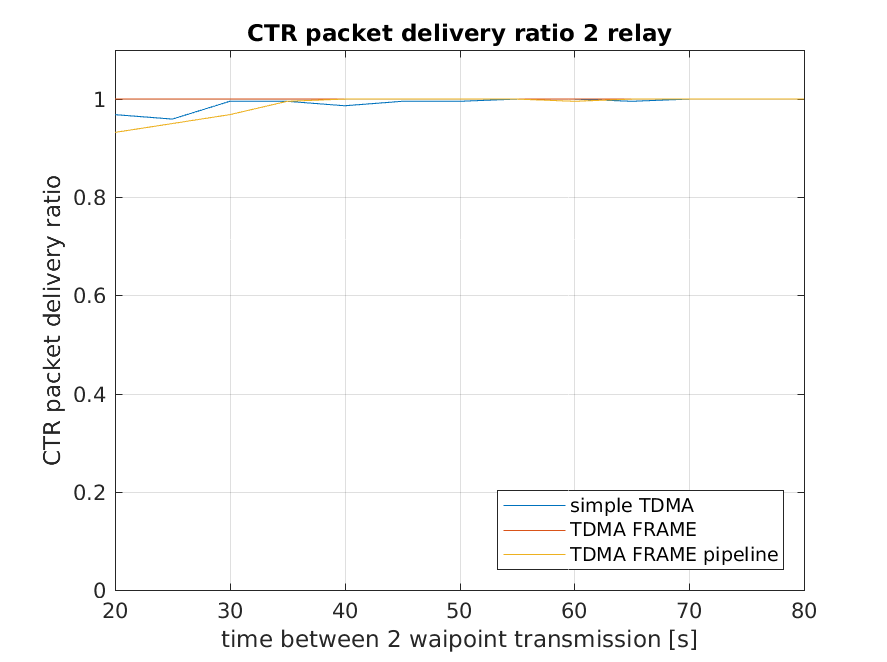 CTR packet delivery ratio 2 relay
CTR packet delivery ratio
1
0.8
0.6
0.4
0.2
0
20 30 40 50 60 70 80
time between 2 waipoint transmission [s]
simple TDMA
TDMA FRAME
TDMA FRAME pipeline